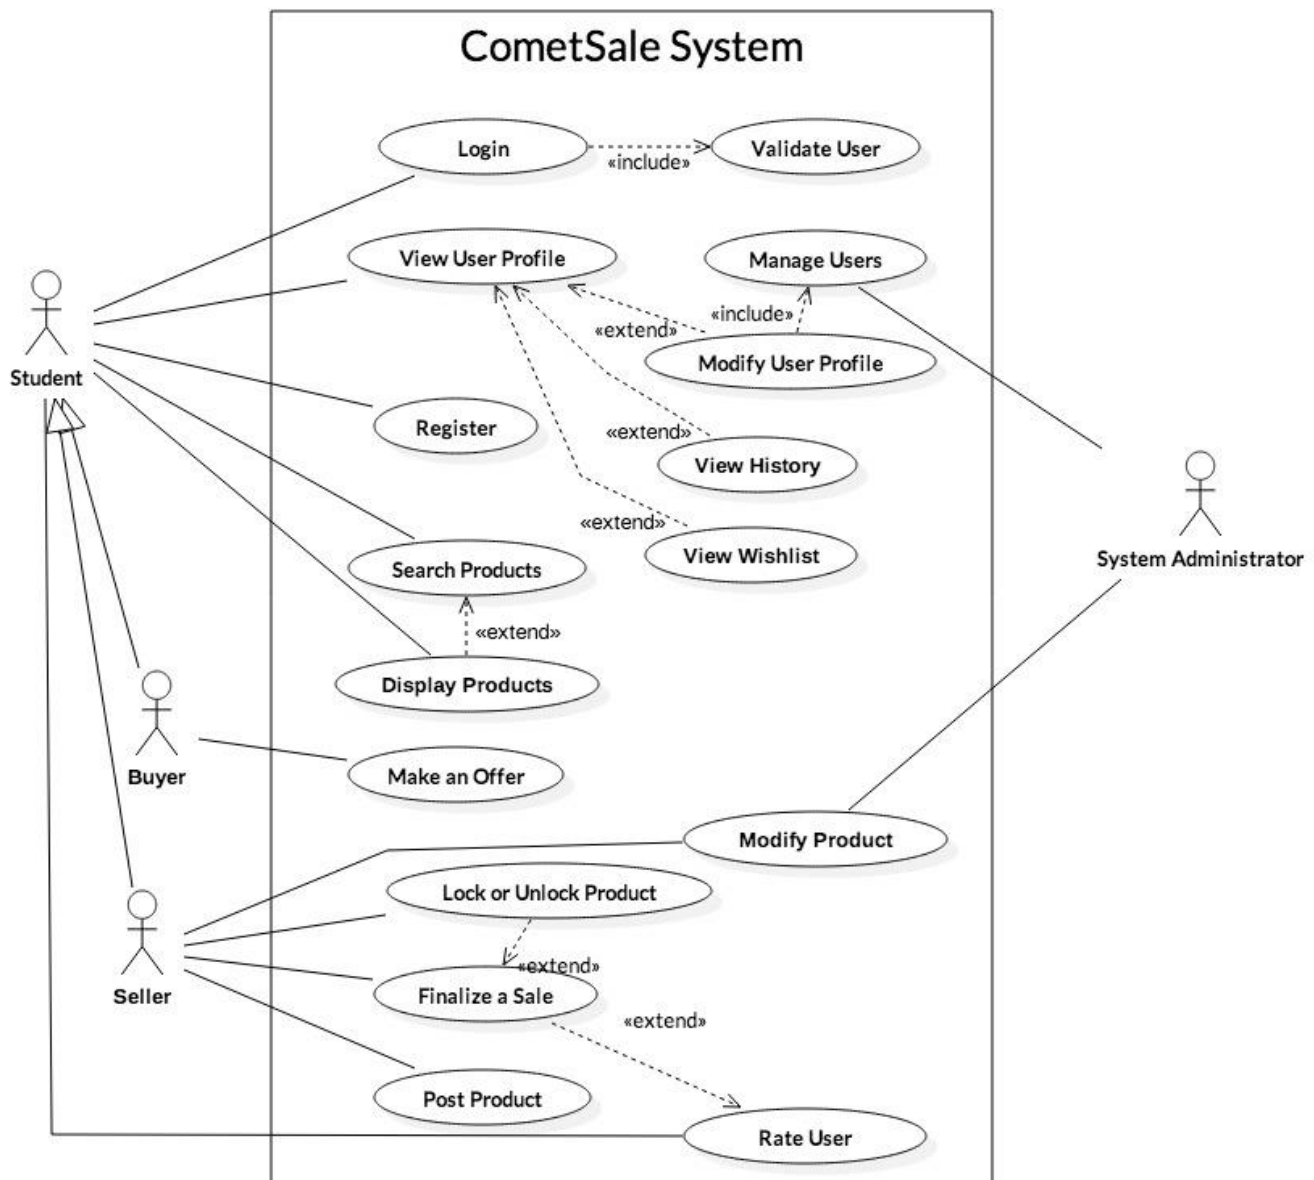 CometSale System
Login
«include»
Validate User
View User Profile
Manage Users
«extend»
«include»
Modify User Profile
Student
Register
«extend»
View History
«extend»
View Wishlist
Search Products
System Administrator
«extend»
Display Products
Buyer
Make an Offer
Modify Product
Lock or Unlock Product
«extend»
Seller
Finalize a Sale
«extend»
Post Product
Rate User